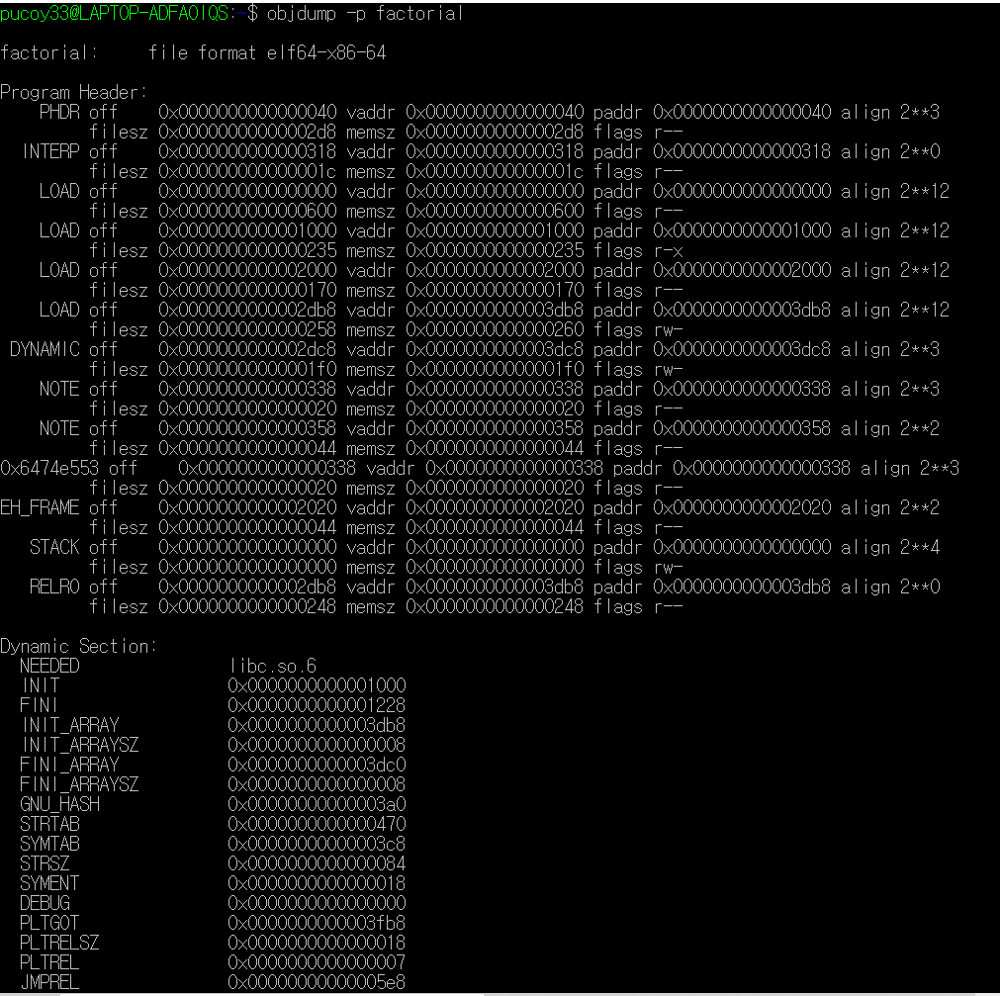 pucoy33@LAPTOP-ADFAOIQS:~$ objdump -p factorial
factorial:     file format elf64-x86-64
Program Header:
    PHDR off    0x0000000000000040 vaddr 0x0000000000000040 paddr 0x0000000000000040 align 2**3
         filesz 0x00000000000002d8 memsz 0x00000000000002d8 flags r--
  INTERP off    0x0000000000000318 vaddr 0x0000000000000318 paddr 0x0000000000000318 align 2**0
         filesz 0x000000000000001c memsz 0x000000000000001c flags r--
    LOAD off    0x0000000000000000 vaddr 0x0000000000000000 paddr 0x0000000000000000 align 2**12
         filesz 0x0000000000000600 memsz 0x0000000000000600 flags r--
    LOAD off    0x0000000000001000 vaddr 0x0000000000001000 paddr 0x0000000000001000 align 2**12
         filesz 0x0000000000000235 memsz 0x0000000000000235 flags r-x
    LOAD off    0x0000000000002000 vaddr 0x0000000000002000 paddr 0x0000000000002000 align 2**12
         filesz 0x0000000000000170 memsz 0x0000000000000170 flags r--
    LOAD off    0x0000000000002db8 vaddr 0x0000000000003db8 paddr 0x0000000000003db8 align 2**12
         filesz 0x0000000000000258 memsz 0x0000000000000260 flags rw-
 DYNAMIC off    0x0000000000002dc8 vaddr 0x0000000000003dc8 paddr 0x0000000000003dc8 align 2**3
         filesz 0x00000000000001f0 memsz 0x00000000000001f0 flags rw-
    NOTE off    0x0000000000000338 vaddr 0x0000000000000338 paddr 0x0000000000000338 align 2**3
         filesz 0x0000000000000020 memsz 0x0000000000000020 flags r--
    NOTE off    0x0000000000000358 vaddr 0x0000000000000358 paddr 0x0000000000000358 align 2**2
         filesz 0x0000000000000044 memsz 0x0000000000000044 flags r--
0x6474e553 off    0x0000000000000338 vaddr 0x0000000000000338 paddr 0x0000000000000338 align 2**3
         filesz 0x0000000000000020 memsz 0x0000000000000020 flags r--
EH_FRAME off    0x0000000000002020 vaddr 0x0000000000002020 paddr 0x0000000000002020 align 2**2
         filesz 0x0000000000000044 memsz 0x0000000000000044 flags r--
   STACK off    0x0000000000000000 vaddr 0x0000000000000000 paddr 0x0000000000000000 align 2**4
         filesz 0x0000000000000000 memsz 0x0000000000000000 flags rw-
   RELRO off    0x0000000000002db8 vaddr 0x0000000000003db8 paddr 0x0000000000003db8 align 2**0
         filesz 0x0000000000000248 memsz 0x0000000000000248 flags r--
Dynamic Section:
  NEEDED               libc.so.6
  INIT                 0x0000000000001000
  FINI                 0x0000000000001228
  INIT_ARRAY           0x0000000000003db8
  INIT_ARRAYSZ         0x0000000000000008
  FINI_ARRAY           0x0000000000003dc0
  FINI_ARRAYSZ         0x0000000000000008
  GNU_HASH             0x00000000000003a0
  STRTAB               0x0000000000000470
  SYMTAB               0x00000000000003c8
  STRSZ                0x0000000000000084
  SYMENT               0x0000000000000018
  DEBUG                0x0000000000000000
  PLTGOT               0x0000000000003fb8
  PLTRELSZ             0x0000000000000018
  PLTREL               0x0000000000000007
  JMPREL               0x00000000000005e8